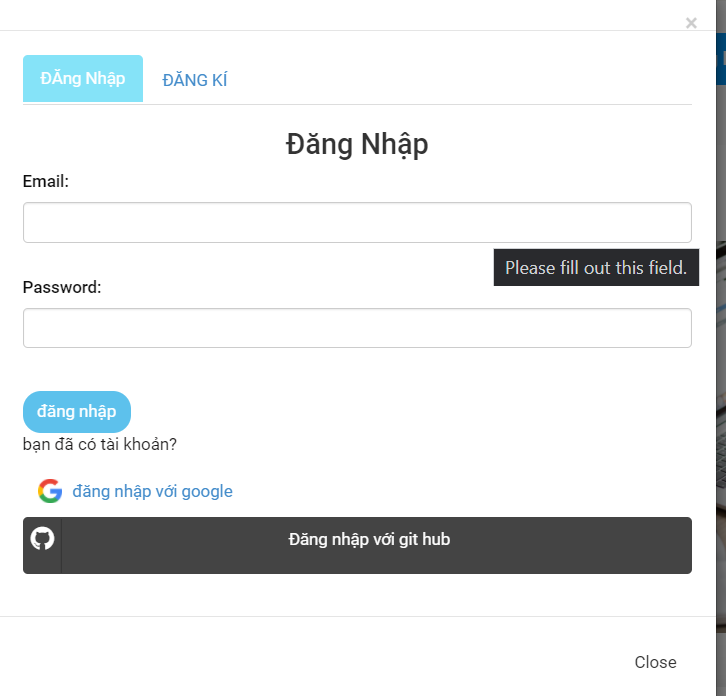 ×
ĐĂng Nhập ĐĂNG KÍ
Đăng Nhập
Email:
Please fill out this field.
Password:
đăng nhập
bạn đã có tài khoản?
đăng nhập với google
Đăng nhập với git hub
Close